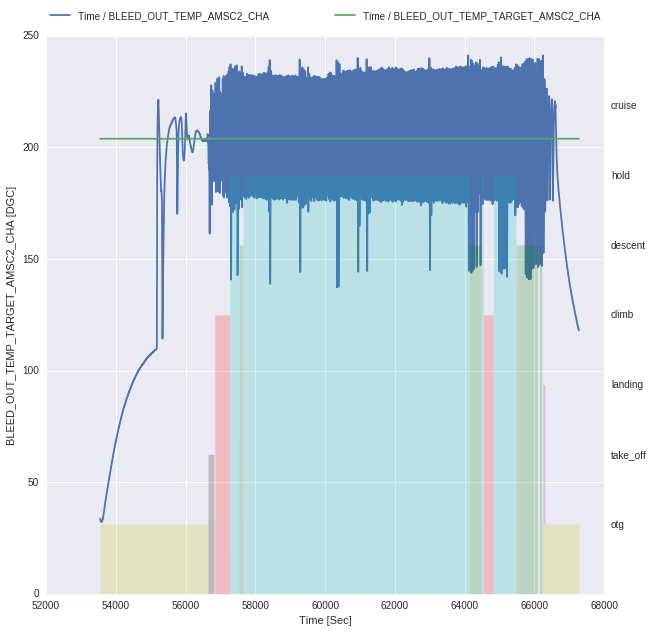 Time / BLEED_OUT_TEMP_AMSC2_CHA
Time / BLEED_OUT_TEMP_TARGET_AMSC2_CHA
BLEED_OUT_TEMP_TARGET_AMSC2_CHA [DGC]
250
200
150
100
50
0
cruise
hold
descent
climb
landing
take_off
otg
52000 54000 56000 58000 60000 62000 64000 66000 68000
Time [Sec]